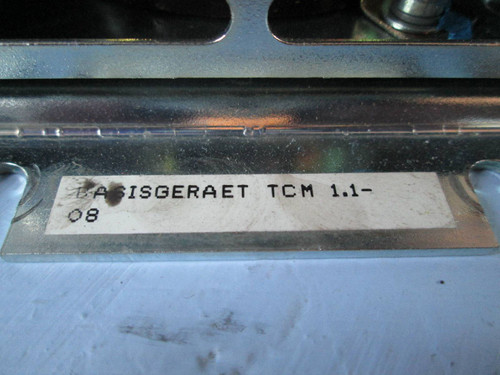 BASISGERAET TCM 1.1-
08